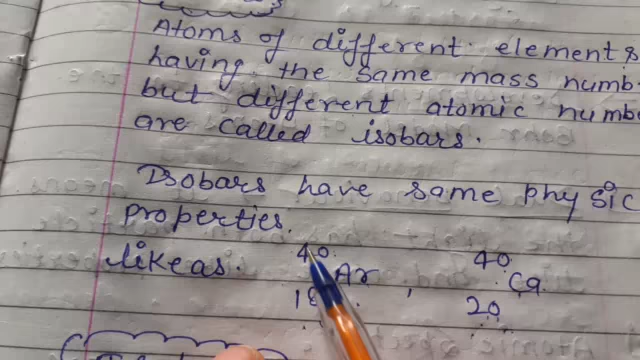 Atoms of different elements
having the same mass numb
but different atomic numb
are called isobars.
Isobars have same physic
properties.
like as. 40 Ar , 40 Ca
18 20